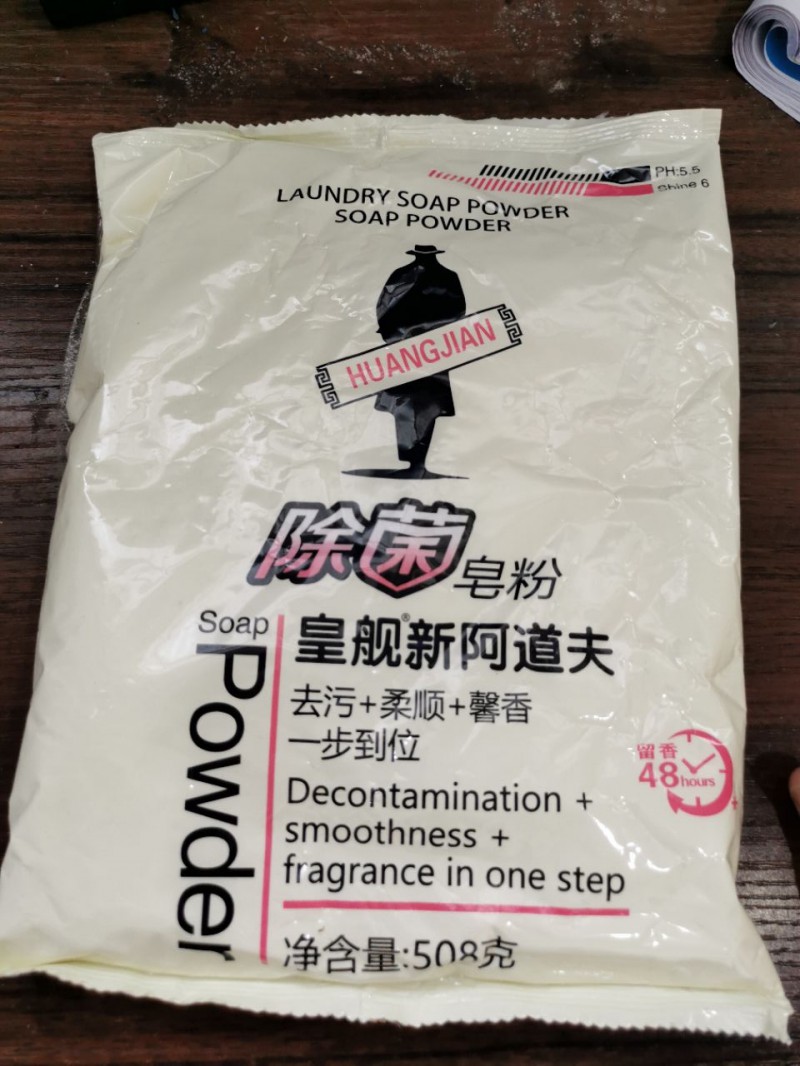 PH:5.5
Shine 6
LAUNDRY SOAP POWDER
SOAP POWDER
HUANGJIAN
除菌皂粉
Soap
Powder
皇舰®新阿道夫
去污+柔顺+馨香
一步到位
留香
48hours
Decontamination +
smoothness +
fragrance in one step
净含量:508克